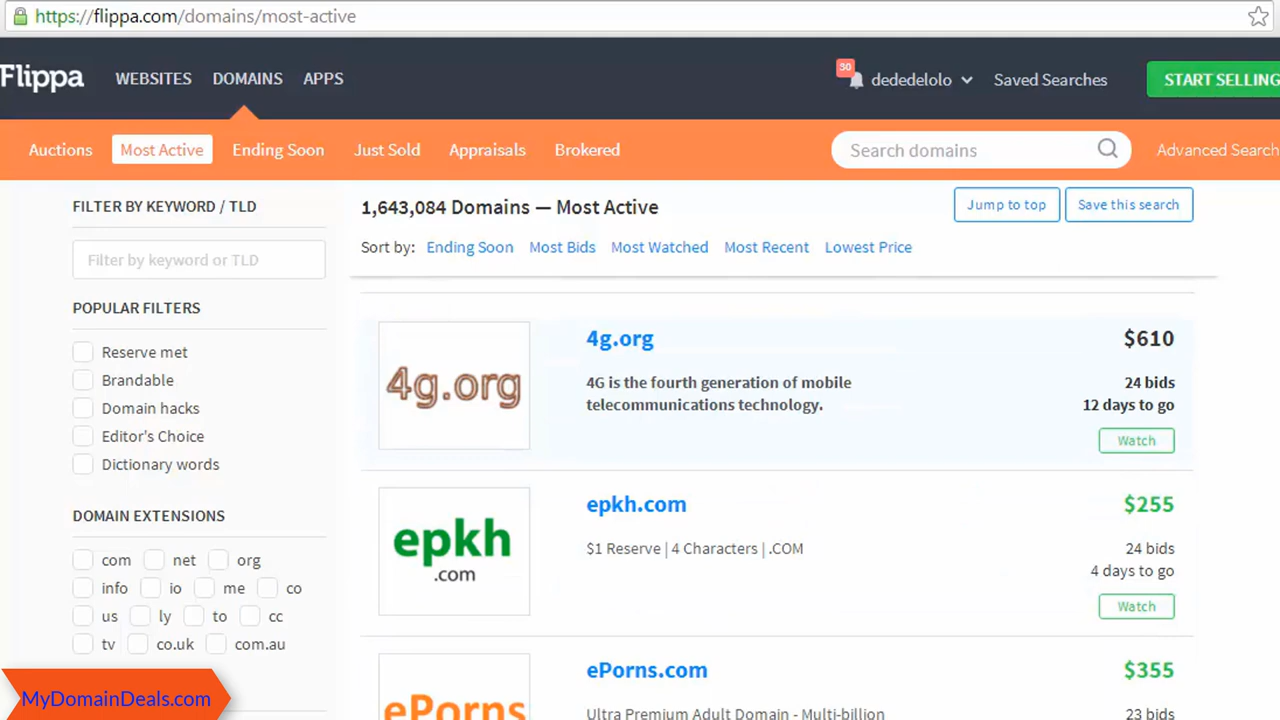 https://flippa.com/domains/most-active
Flippa WEBSITES DOMAINS APPS 30 dededelolo Saved Searches START SELLING
Auctions Most Active Ending Soon Just Sold Appraisals Brokered Search domains Advanced Search
FILTER BY KEYWORD / TLD
Filter by keyword or TLD
POPULAR FILTERS
Reserve met
Brandable
Domain hacks
Editor's Choice
Dictionary words
DOMAIN EXTENSIONS
com net org
info io me co
us ly to cc
tv co.uk com.au
MyDomainDeals.com
1,643,084 Domains — Most Active
Jump to top Save this search
Sort by: Ending Soon Most Bids Most Watched Most Recent Lowest Price
4g.org
4g.org
4G is the fourth generation of mobile
telecommunications technology.
$610
24 bids
12 days to go
Watch
epkh
.com
epkh.com
$1 Reserve | 4 Characters | .COM
$255
24 bids
4 days to go
Watch
ePorns
ePorns.com
Ultra Premium Adult Domain - Multi-billion
$355
23 bids